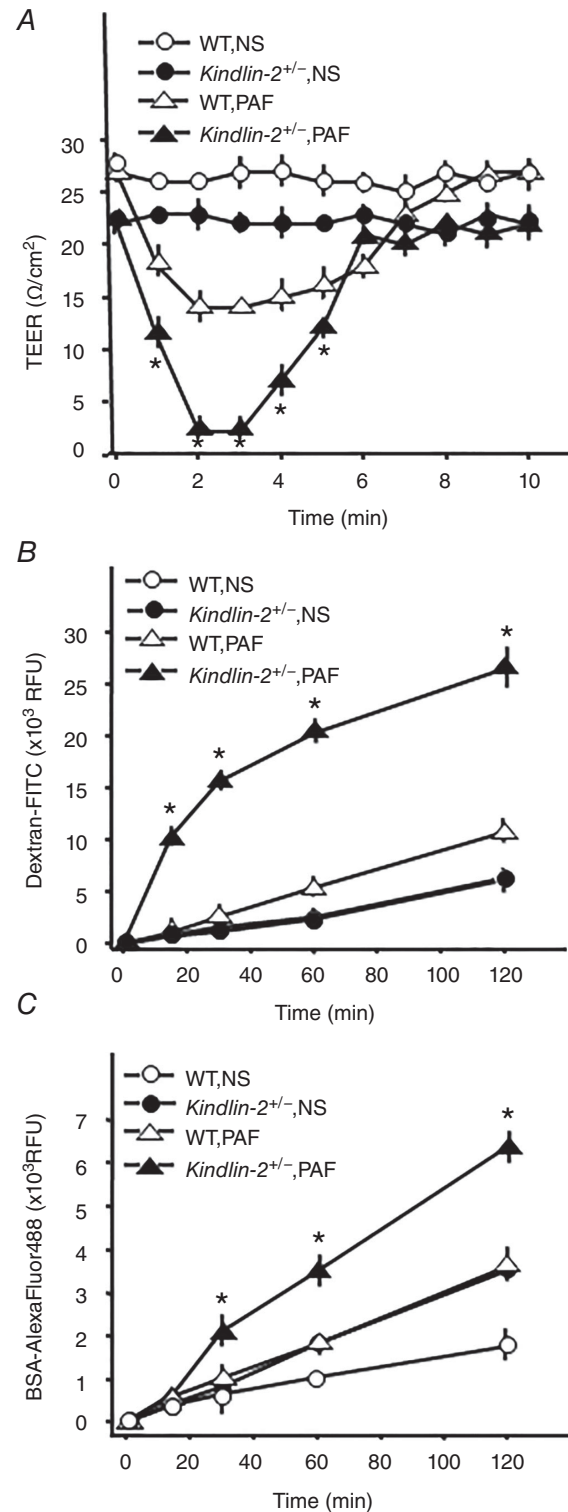 A
WT,NS
Kindlin-2+/–,NS
WT,PAF
Kindlin-2+/–,PAF
30
25
20
15
10
5
0
TEER (Ω/cm²)
*
*
*
*
*
0 2 4 6 8 10
Time (min)
B
WT,NS
Kindlin-2+/–,NS
WT,PAF
Kindlin-2+/–,PAF
30
25
20
15
10
5
0
Dextran-FITC (x10³ RFU)
*
*
*
*
0 20 40 60 80 100 120
Time (min)
C
WT,NS
Kindlin-2+/–,NS
WT,PAF
Kindlin-2+/–,PAF
7
6
5
4
3
2
1
0
BSA-AlexaFluor488 (x10³RFU)
*
*
*
0 20 40 60 80 100 120
Time (min)